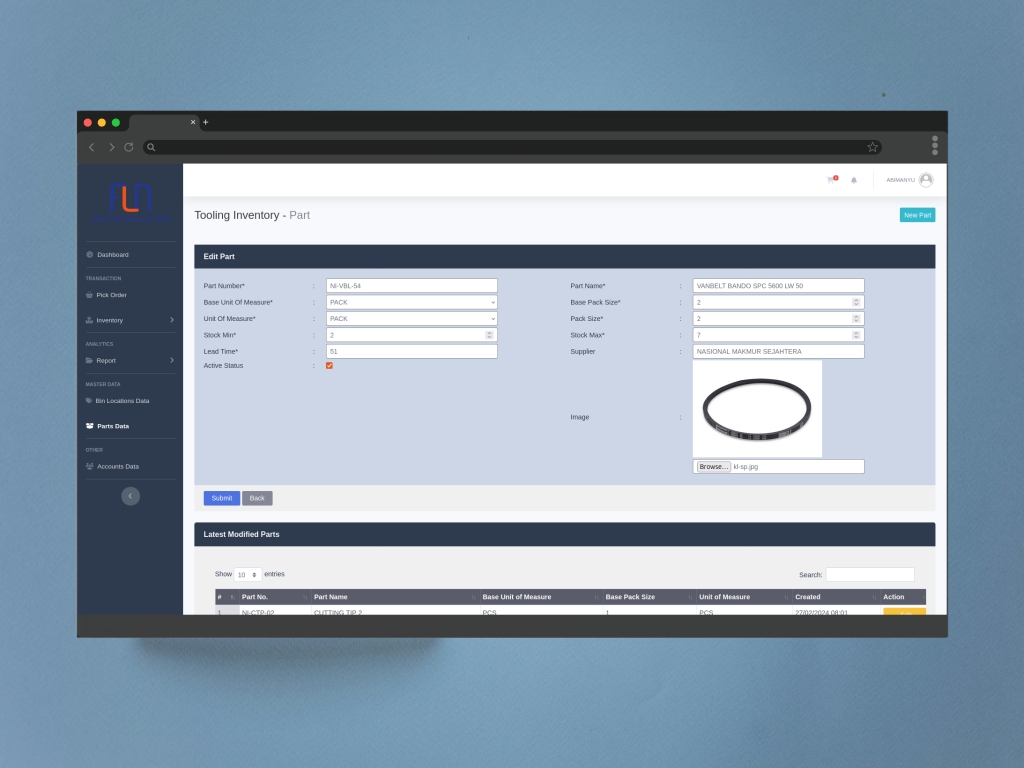 ABIMANYU
Tooling Inventory - Part
New Part
Dashboard
TRANSACTION
Pick Order
Inventory
ANALYTICS
Report
MASTER DATA
Bin Locations Data
Parts Data
OTHER
Accounts Data
Edit Part
Part Number* : NI-VBL-54
Part Name* : VANBELT BANDO SPC 5600 LW 50
Base Unit Of Measure* : PACK
Base Pack Size* : 2
Unit Of Measure* : PACK
Pack Size* : 2
Stock Min* : 2
Stock Max* : 7
Lead Time* : 51
Supplier : NASIONAL MAKMUR SEJAHTERA
Active Status :
Image :
Browse... kl-sp.jpg
Submit Back
Latest Modified Parts
Show 10 entries
Search:
# Part No. Part Name Base Unit of Measure Base Pack Size Unit of Measure Created Action
1 NI-CTP-02 CUTTING TIP 2 PCS 1 PCS 27/02/2024 08:01